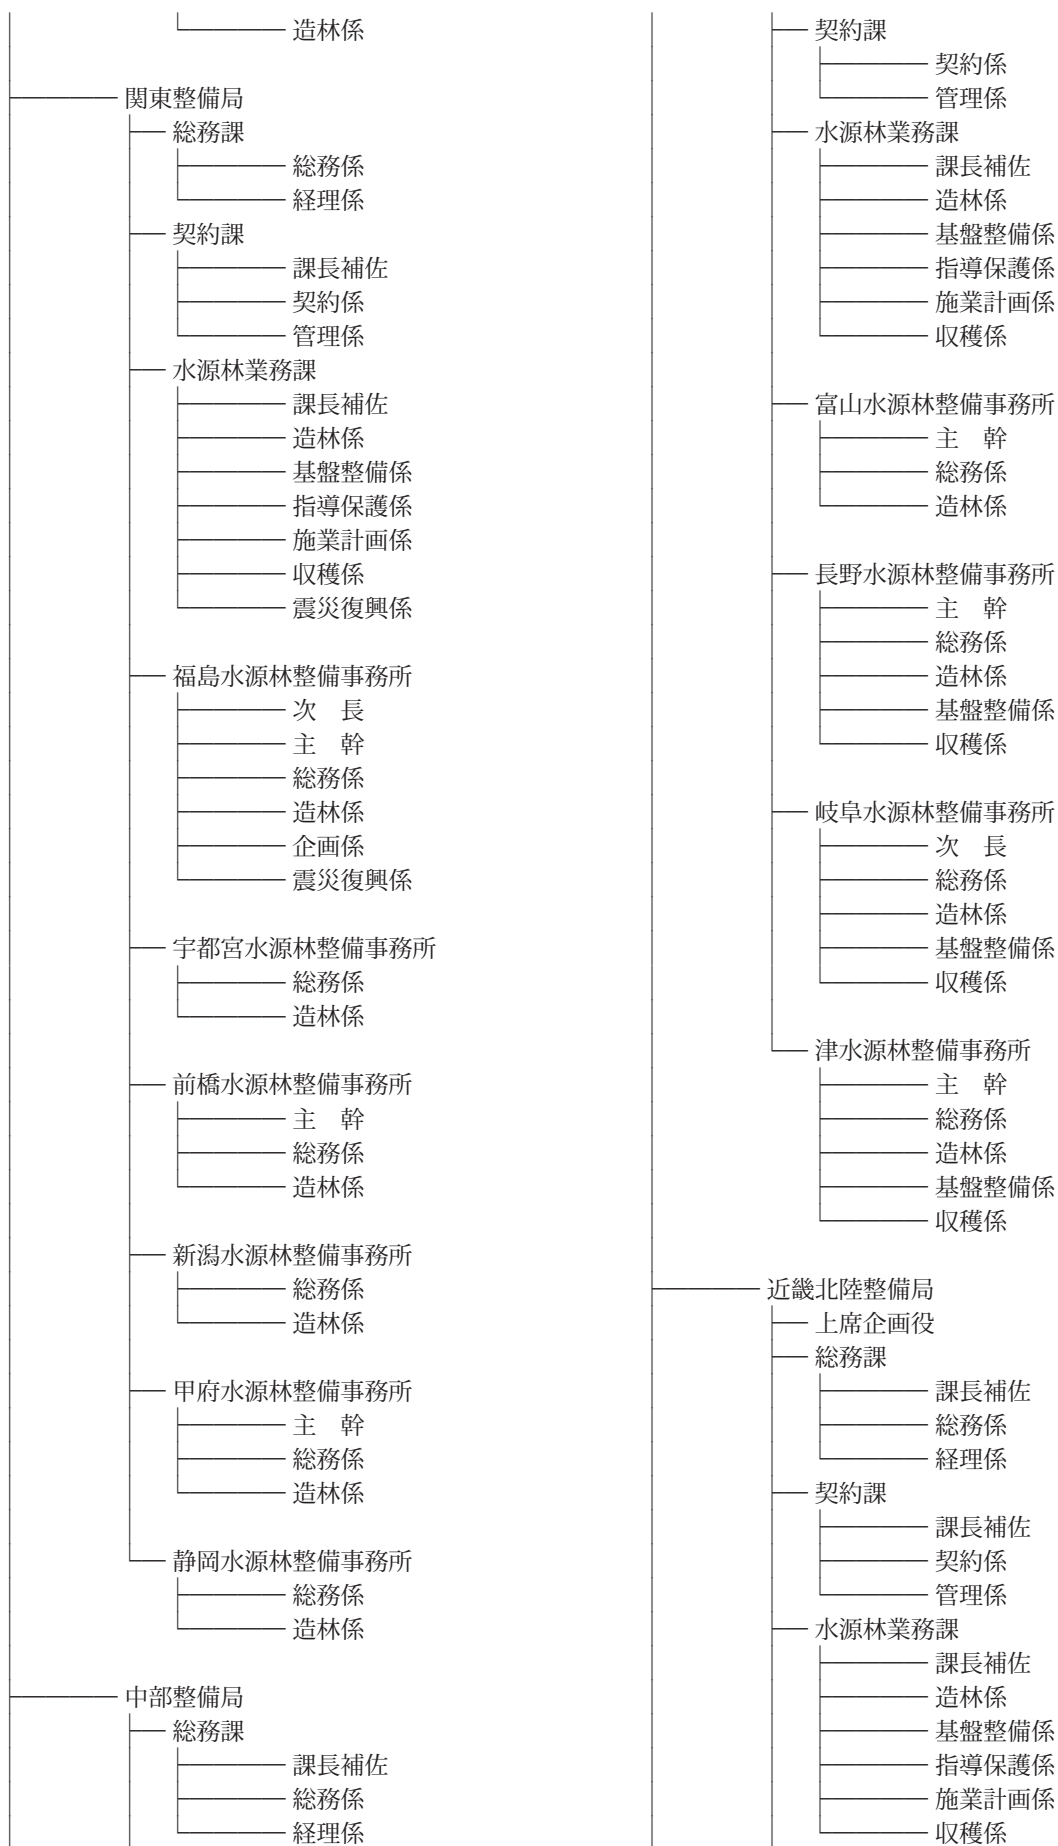 造林係
関東整備局
総務課
総務係
経理係
契約課
課長補佐
契約係
管理係
水源林業務課
課長補佐
造林係
基盤整備係
指導保護係
施業計画係
収穫係
震災復興係
福島水源林整備事務所
次　長
主　幹
総務係
造林係
企画係
震災復興係
宇都宮水源林整備事務所
総務係
造林係
前橋水源林整備事務所
主　幹
総務係
造林係
新潟水源林整備事務所
総務係
造林係
甲府水源林整備事務所
主　幹
総務係
造林係
静岡水源林整備事務所
総務係
造林係
中部整備局
総務課
課長補佐
総務係
経理係
契約課
契約係
管理係
水源林業務課
課長補佐
造林係
基盤整備係
指導保護係
施業計画係
収穫係
富山水源林整備事務所
主　幹
総務係
造林係
長野水源林整備事務所
主　幹
総務係
造林係
基盤整備係
収穫係
岐阜水源林整備事務所
次　長
総務係
造林係
基盤整備係
収穫係
津水源林整備事務所
主　幹
総務係
造林係
基盤整備係
収穫係
近畿北陸整備局
上席企画役
総務課
課長補佐
総務係
経理係
契約課
課長補佐
契約係
管理係
水源林業務課
課長補佐
造林係
基盤整備係
指導保護係
施業計画係
収穫係